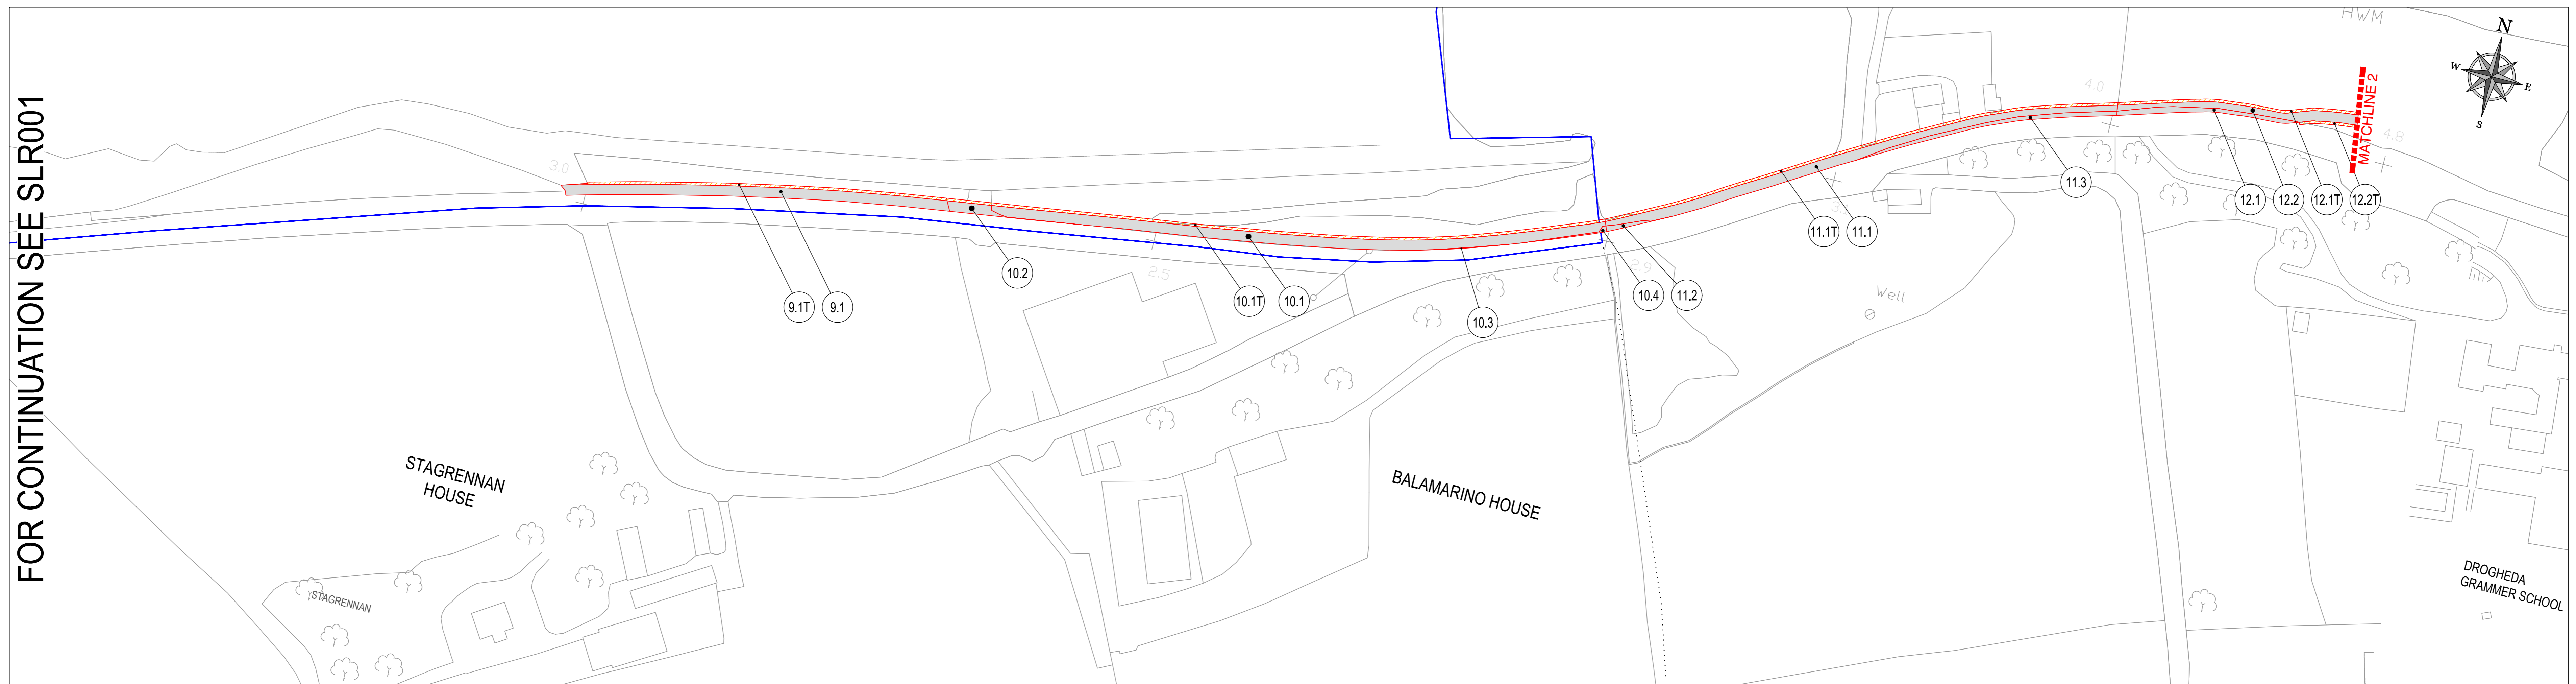 FOR CONTINUATION SEE SLR001
HWM
N
W
E
S
MATCHLINE 2
3.0
4.0
4.8
2.5
2.9
9.1T
9.1
10.2
10.1T
10.1
10.3
10.4
11.2
11.1T
11.1
11.3
12.1
12.2
12.1T
12.2T
Well
STAGRENNAN
HOUSE
BALAMARINO HOUSE
STAGRENNAN
DROGHEDA
GRAMMER SCHOOL